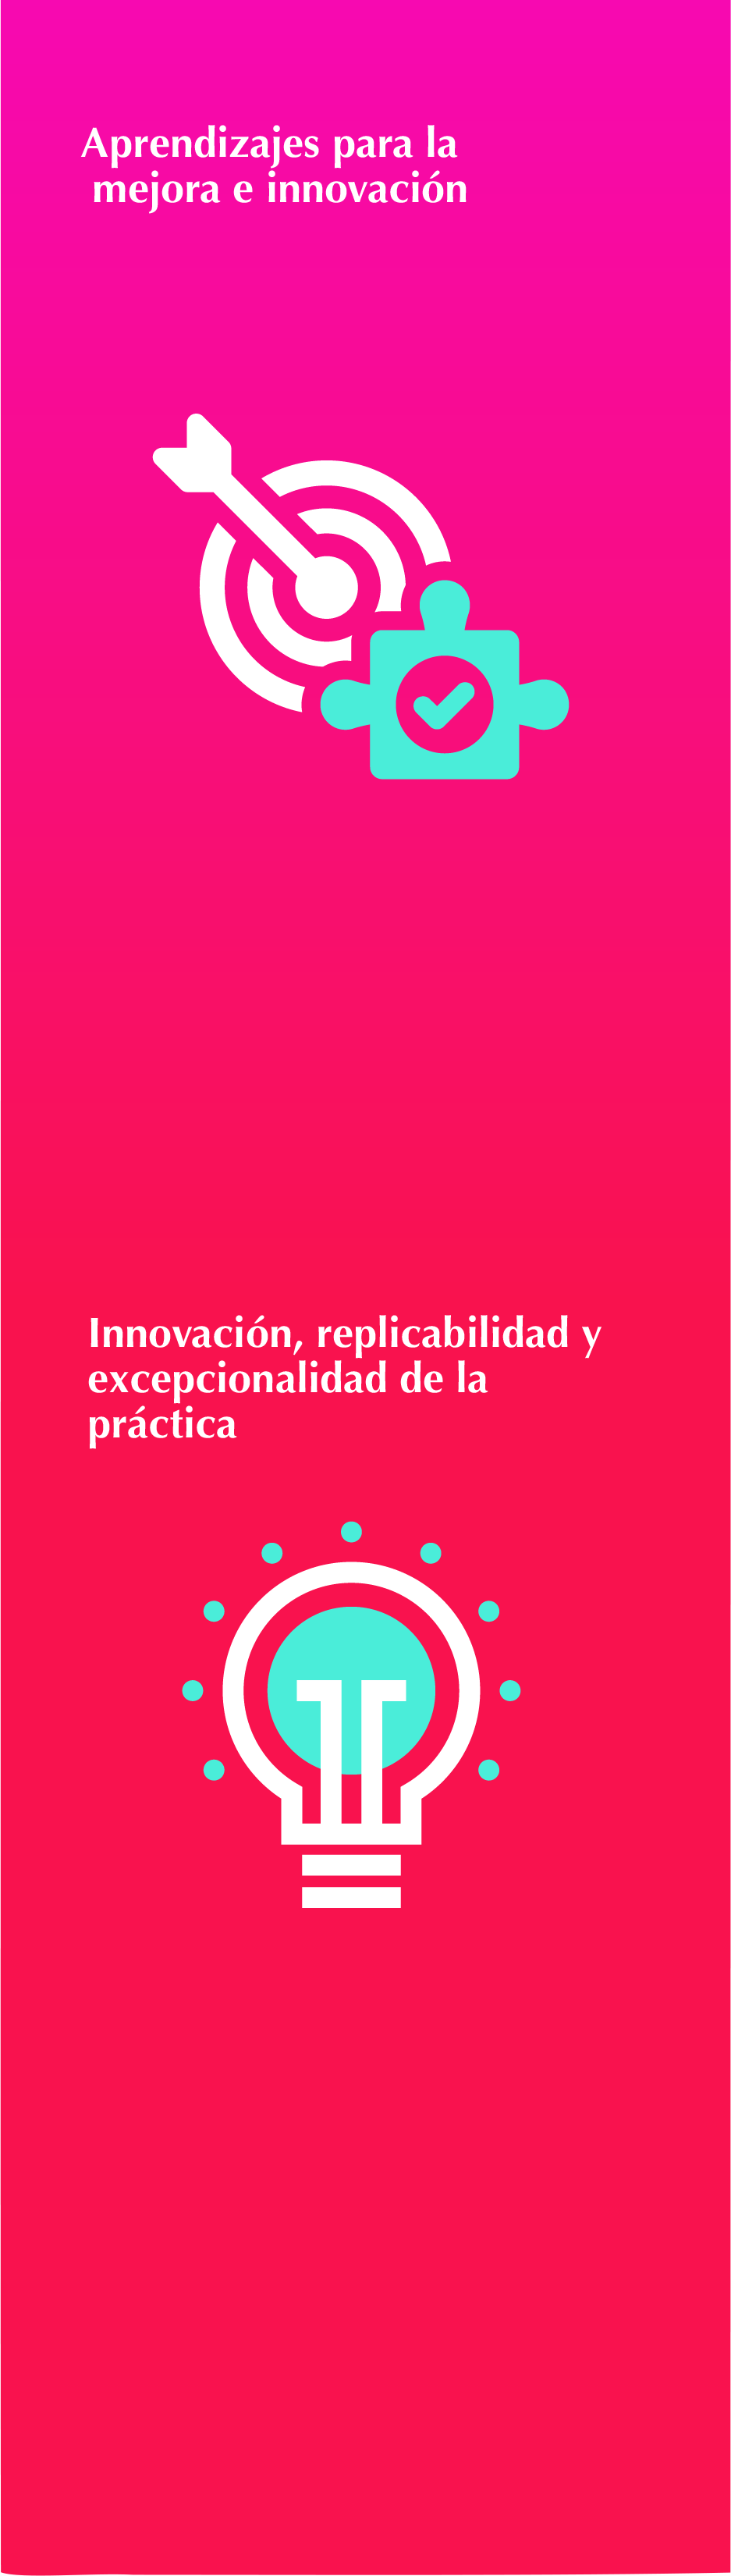 Aprendizajes para la
mejora e innovación
Innovación, replicabilidad y
excepcionalidad de la
práctica